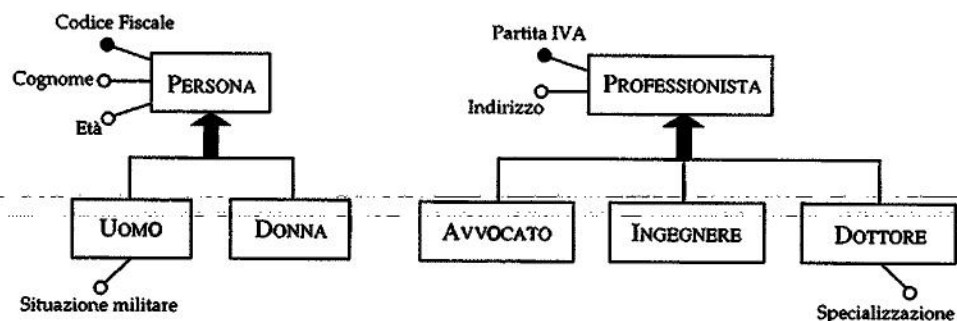 Codice Fiscale
Cognome
Età
PERSONA
UOMO
DONNA
Situazione militare
Partita IVA
Indirizzo
PROFESSIONISTA
AVVOCATO
INGEGNERE
DOTTORE
Specializzazione